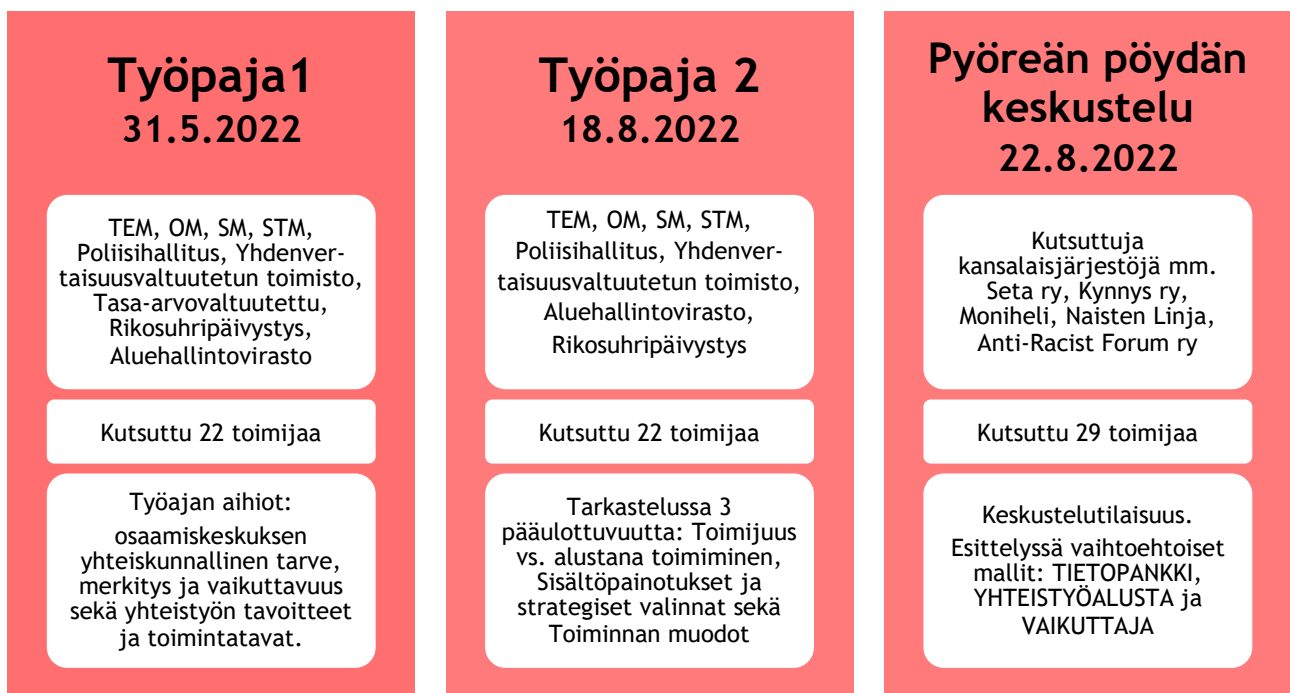 Työpaja1
31.5.2022
TEM, OM, SM, STM,
Poliisihallitus, Yhdenver-
taisuusvaltuutetun toimisto,
Tasa-arvovaltuutettu,
Rikosuhripäivystys,
Aluehallintovirasto
Kutsuttu 22 toimijaa
Työajan aihiot:
osaamiskeskuksen
yhteiskunnallinen tarve,
merkitys ja vaikuttavuus
sekä yhteistyön tavoitteet
ja toimintatavat.
Työpaja 2
18.8.2022
TEM, OM, SM, STM,
Poliisihallitus, Yhdenver-
taisuusvaltuutetun toimisto,
Aluehallintovirasto,
Rikosuhripäivystys
Kutsuttu 22 toimijaa
Tarkastelussa 3
pääulottuvuutta: Toimijuus
vs. alustana toimiminen,
Sisältöpainotukset ja
strategiset valinnat sekä
Toiminnan muodot
Pyöreän pöydän
keskustelu
22.8.2022
Kutsuttuja
kansalaisjärjestöjä mm.
Seta ry, Kynnys ry,
Moniheli, Naisten Linja,
Anti-Racist Forum ry
Kutsuttu 29 toimijaa
Keskustelutilaisuus.
Esittelyssä vaihtoehtoiset
mallit: TIETOPANKKI,
YHTEISTYÖALUSTA ja
VAIKUTTAJA